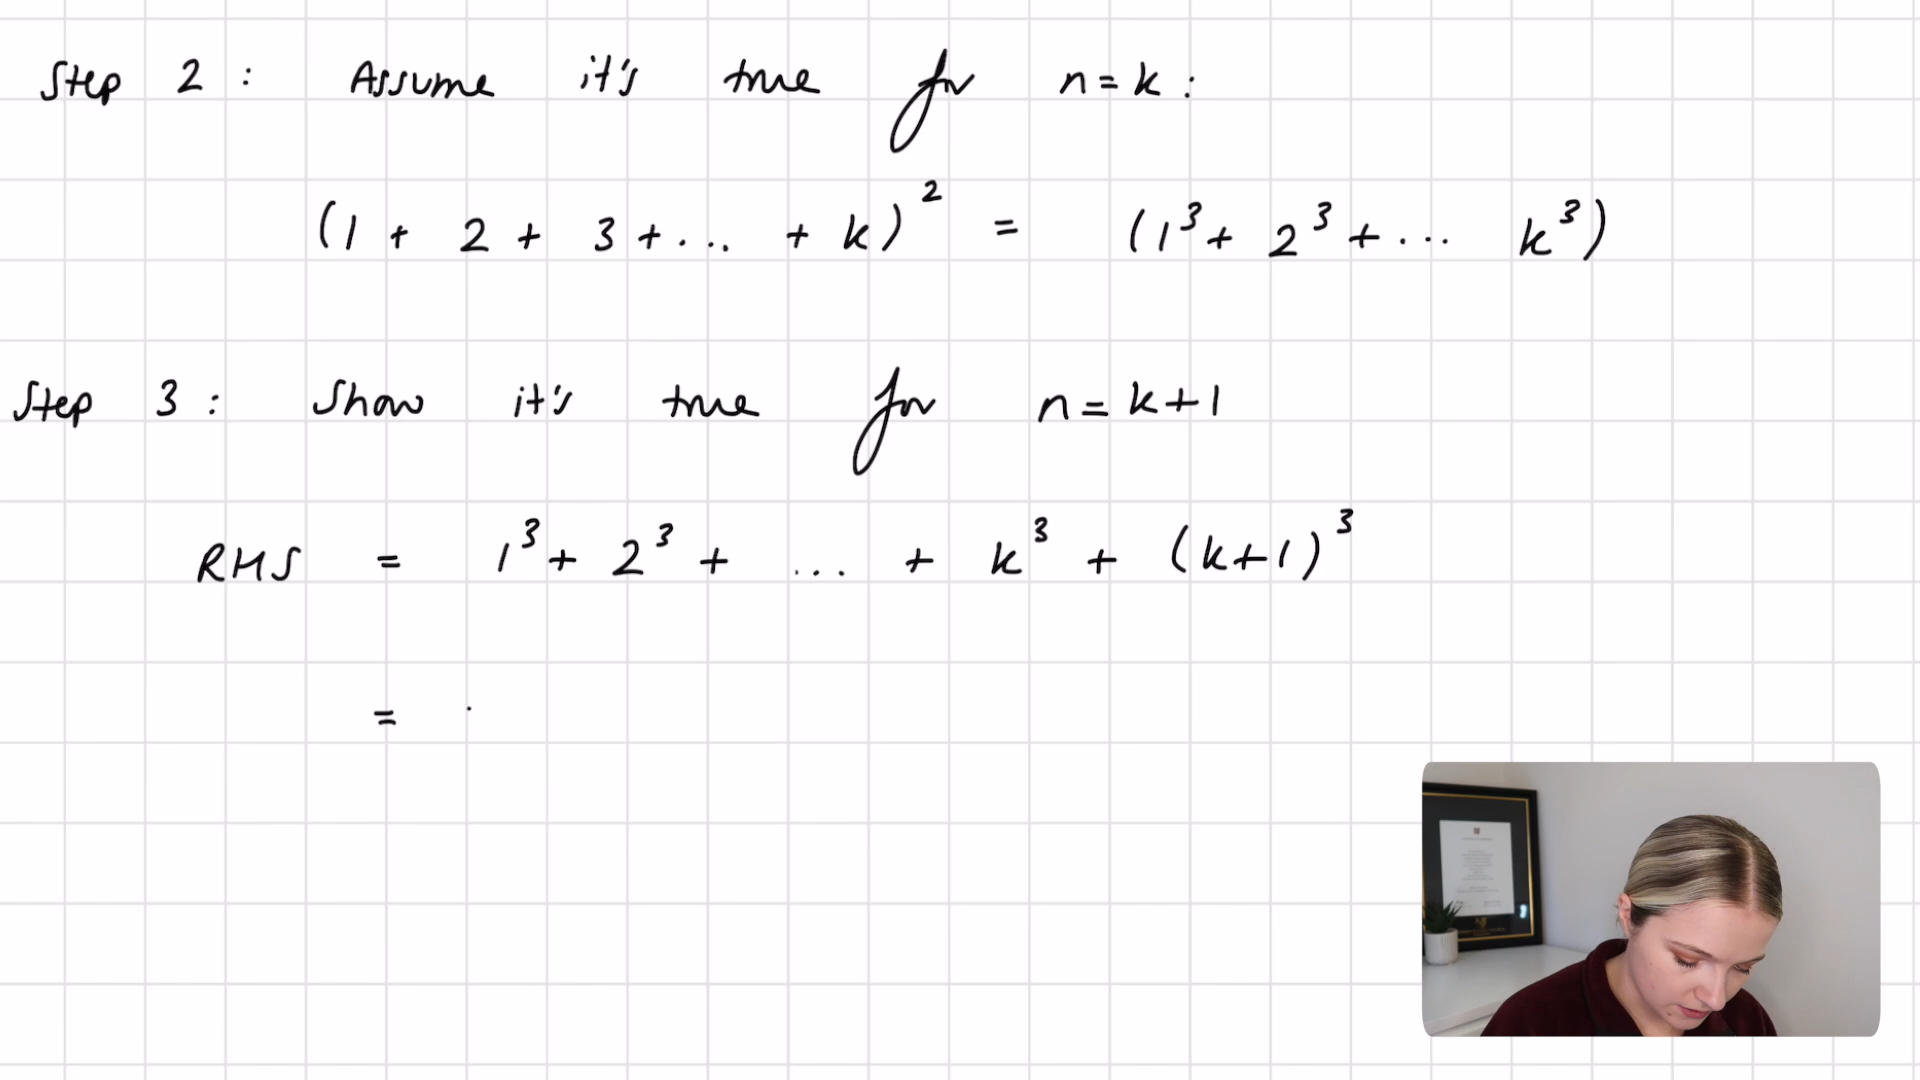 Step 2 : Assume it's true for n = k :
(1 + 2 + 3 + ... + k)² = (1³ + 2³ + ... k³)
Step 3 : Show it's true for n = k+1
RHS = 1³ + 2³ + ... + k³ + (k+1)³
=